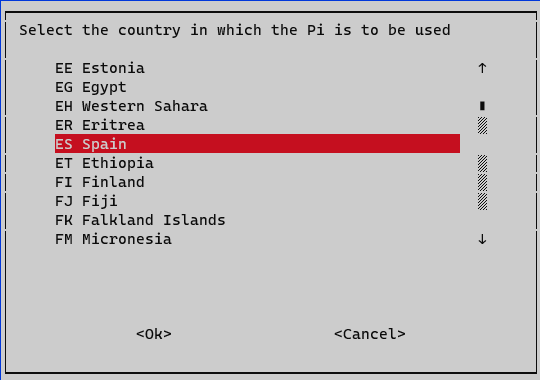 Select the country in which the Pi is to be used
EE Estonia
EG Egypt
EH Western Sahara
ER Eritrea
ES Spain
ET Ethiopia
FI Finland
FJ Fiji
FK Falkland Islands
FM Micronesia
<Ok> <Cancel>